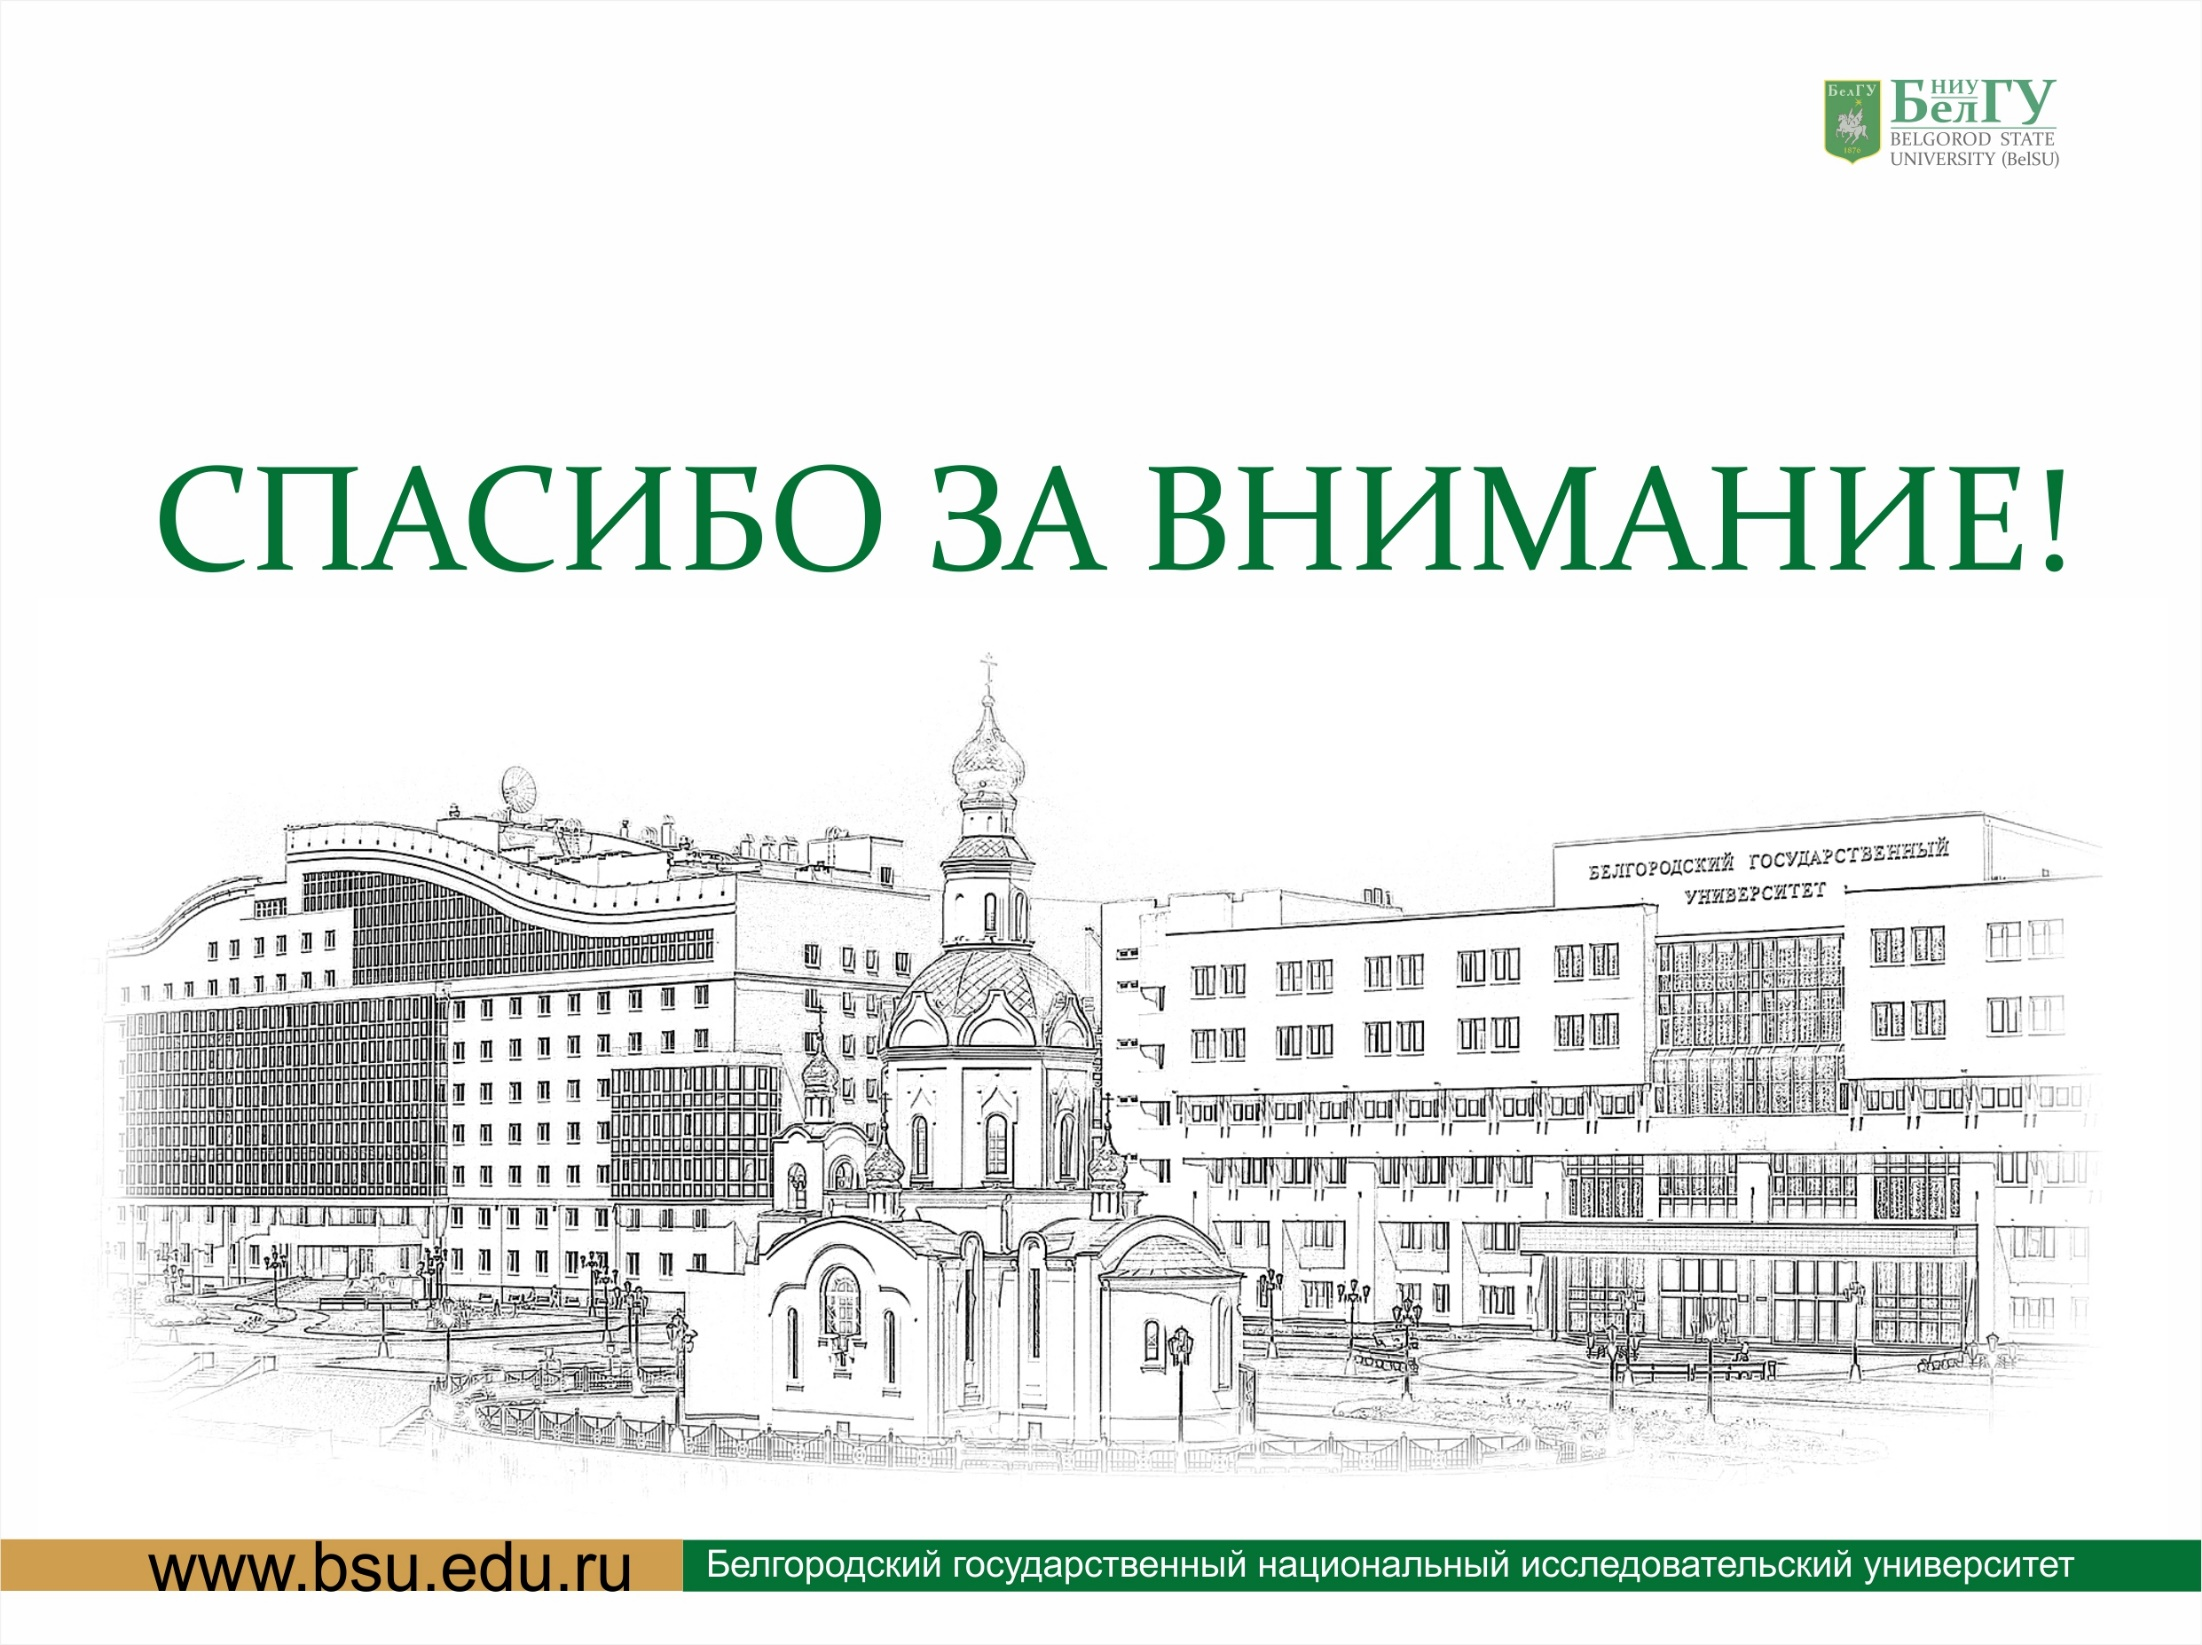 БелГУ
1876
НИУ
БелГУ
BELGOROD STATE
UNIVERSITY (BelSU)
СПАСИБО ЗА ВНИМАНИЕ!
БЕЛГОРОДСКИЙ ГОСУДАРСТВЕННЫЙ
УНИВЕРСИТЕТ
www.bsu.edu.ru
Белгородский государственный национальный исследовательский университет